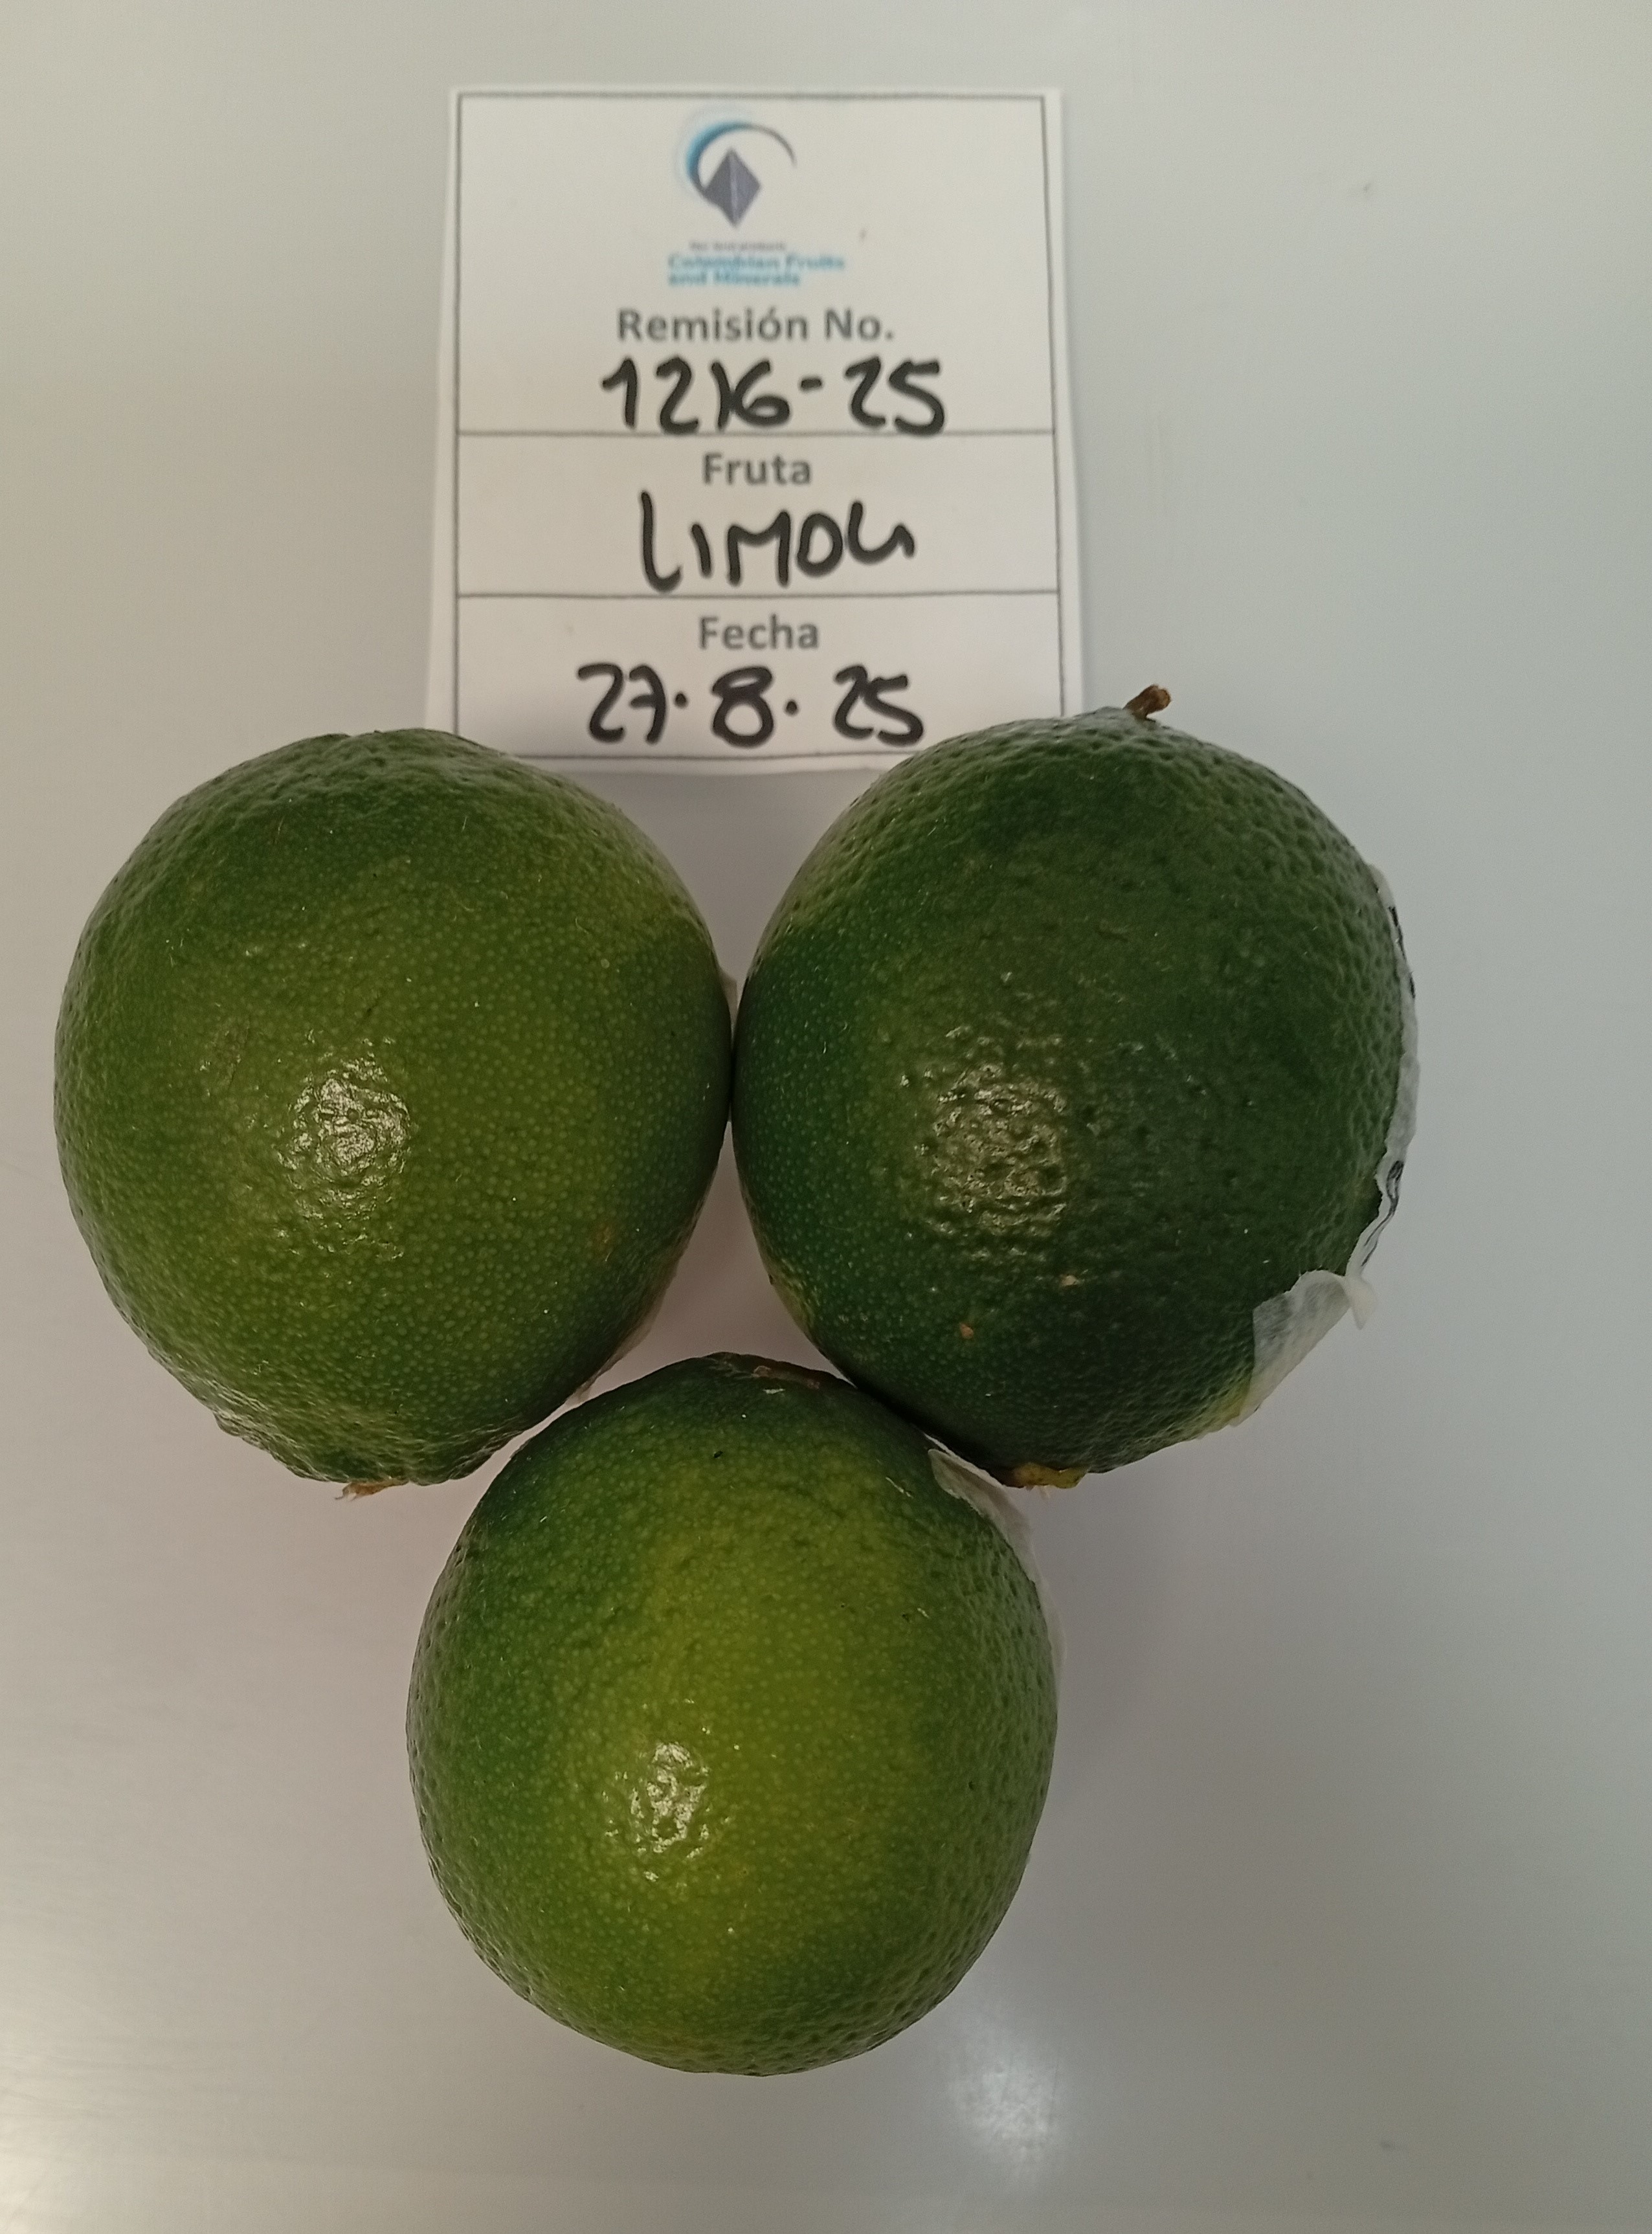 Colombian Fruits
and Minerals
Remisión No.
1216-25
Fruta
LIMON
Fecha
27.8.25